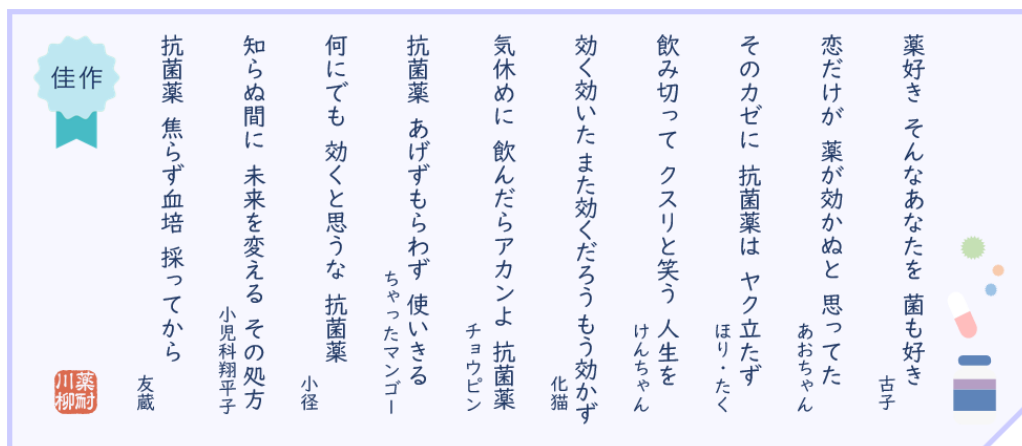 薬好き そんなあなたを 菌も好き
古子
恋だけが 薬が効かぬと 思ってた
あおちゃん
そのカゼに 抗菌薬は ヤク立たず
ほり・たく
飲み切って クスリと笑う 人生を
けんちゃん
効く効いた また効くだろう もう効かず
化猫
気休めに 飲んだらアカンよ 抗菌薬
チョウピン
抗菌薬 あげずもらわず 使いきる
ちゃったマンゴー
何にでも 効くと思うな 抗菌薬
小径
知らぬ間に 未来を変える その処方
小児科翔平子
抗菌薬 焦らず血培 採ってから
友蔵
佳作
薬耐
川柳